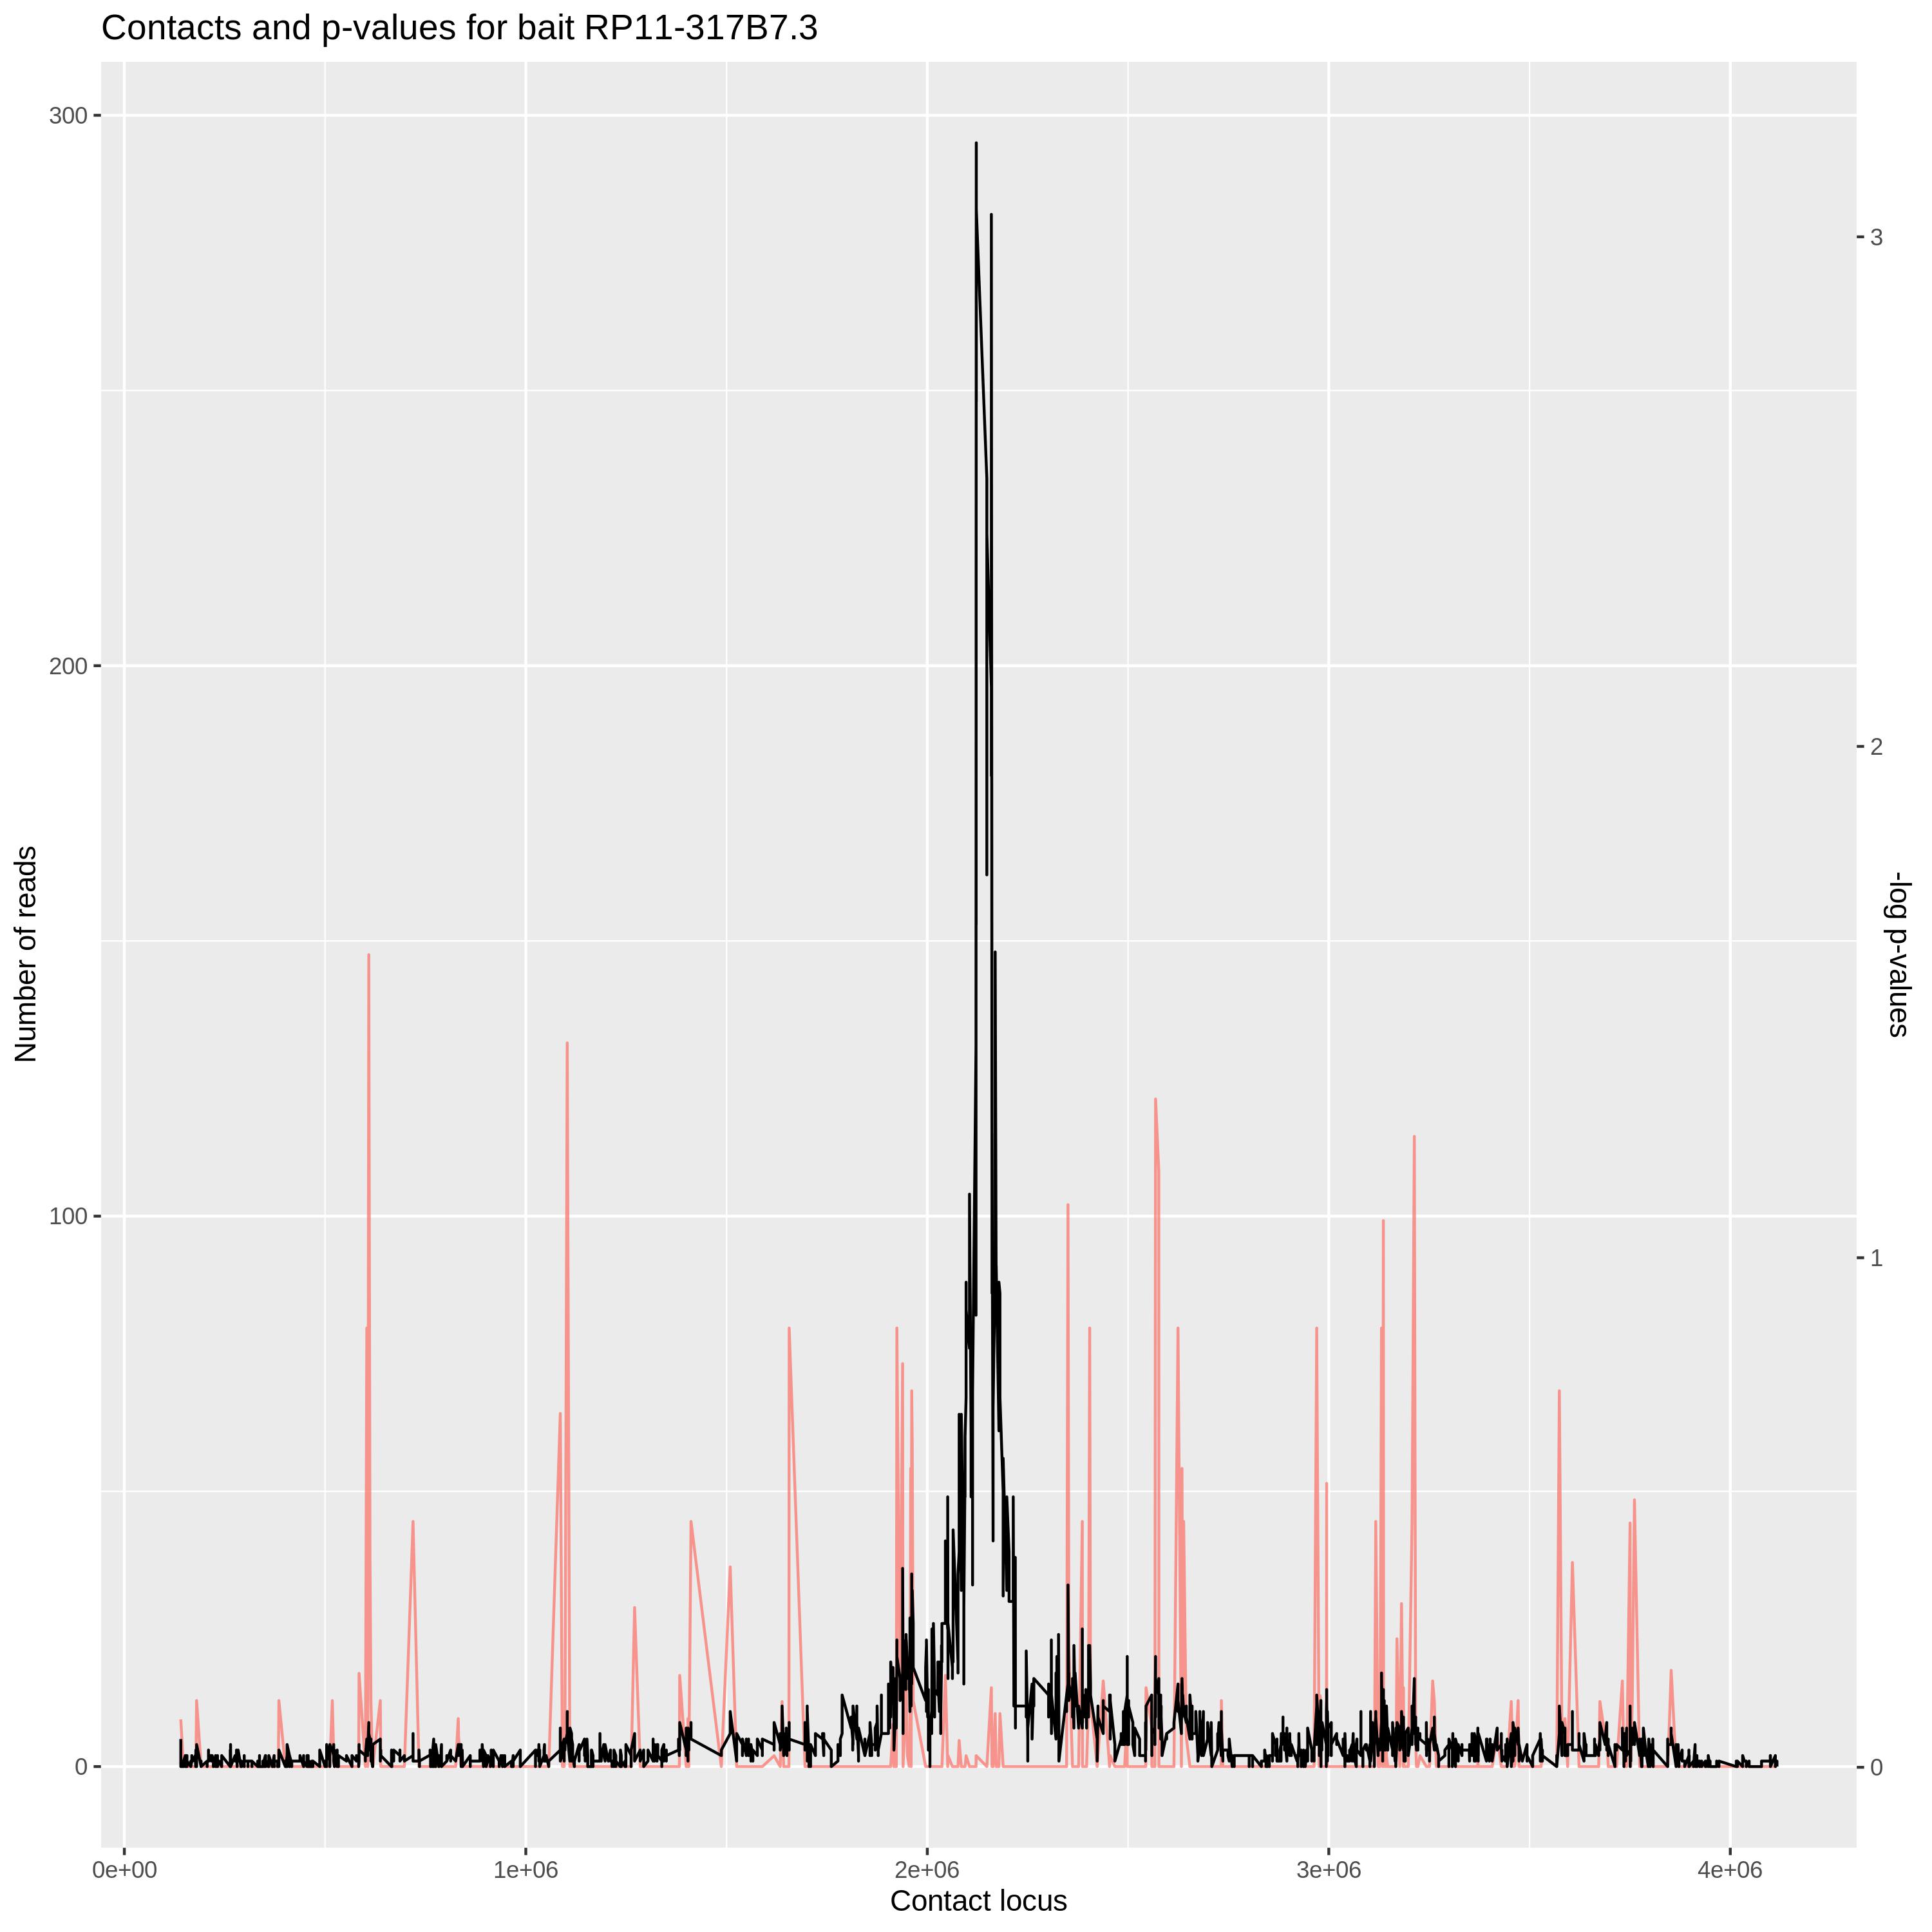 Contacts and p-values for bait RP11-317B7.3
300
200
100
0
Number of reads
3
2
1
0
-log p-values
0e+00 1e+06 2e+06 3e+06 4e+06
Contact locus